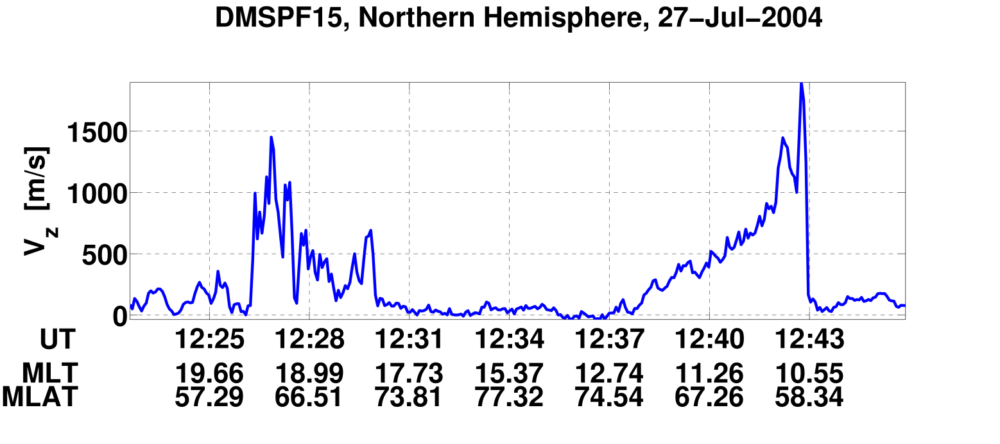 DMSPF15, Northern Hemisphere, 27−Jul−2004
1500
1000
500
0
Vz [m/s]
UT 12:25 12:28 12:31 12:34 12:37 12:40 12:43
MLT 19.66 18.99 17.73 15.37 12.74 11.26 10.55
MLAT 57.29 66.51 73.81 77.32 74.54 67.26 58.34